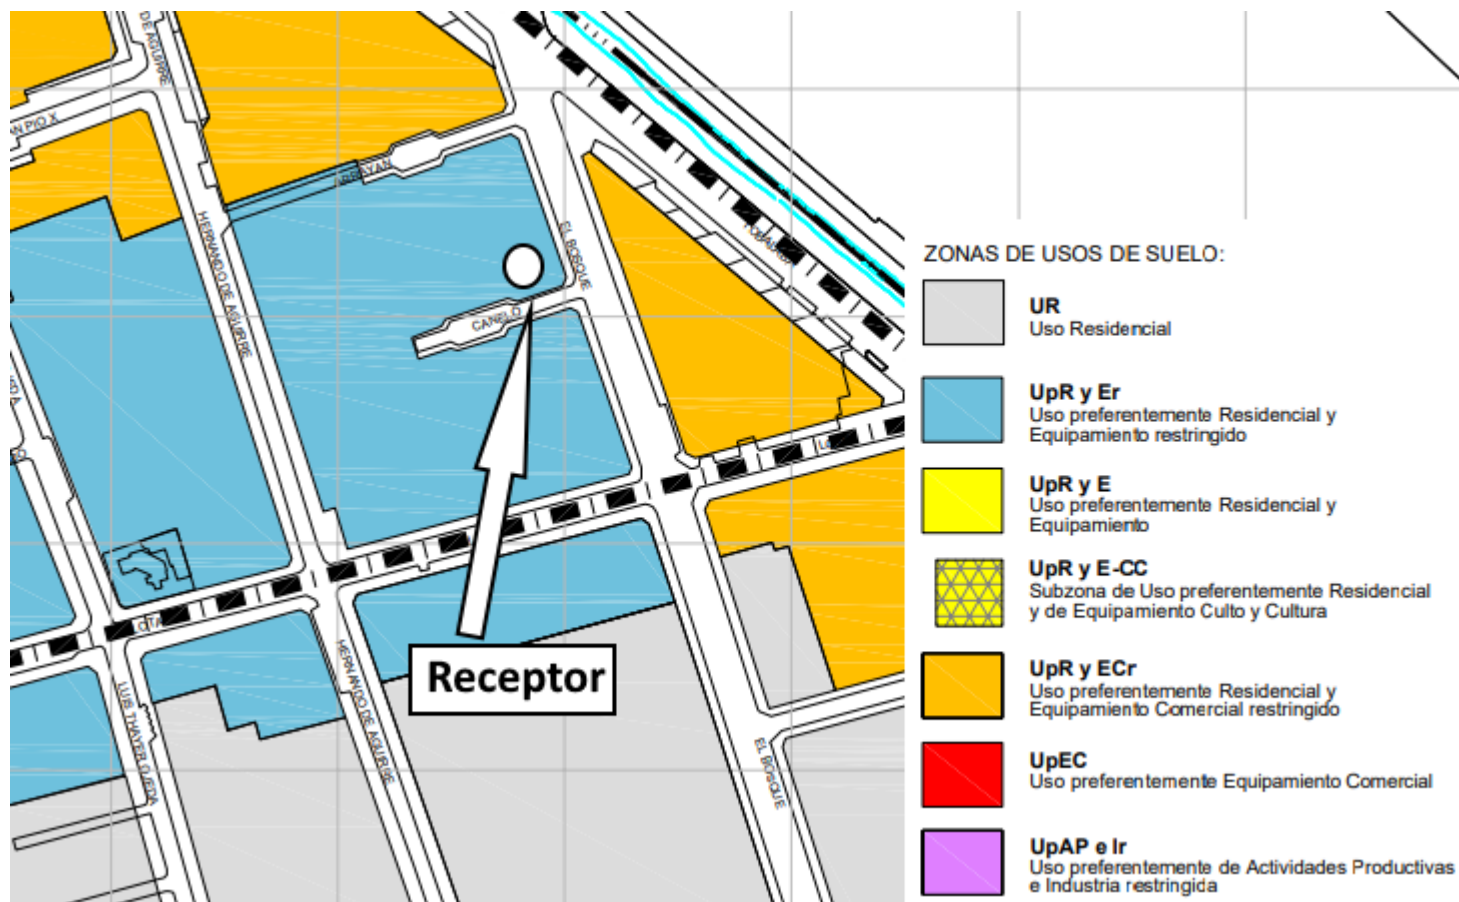 DE AGUIRRE
N PIO X
ARRAYAN
HERNANDO DE AGUIRRE
EL BOSQUE
CANELO
Receptor
LUIS THAYER OJEDA
HERNANDO DE AGUIRRE
EL BOSQUE
ZONAS DE USOS DE SUELO:
UR
Uso Residencial
UpR y Er
Uso preferentemente Residencial y
Equipamiento restringido
UpR y E
Uso preferentemente Residencial y
Equipamiento
UpR y E-CC
Subzona de Uso preferentemente Residencial
y de Equipamiento Culto y Cultura
UpR y ECr
Uso preferentemente Residencial y
Equipamiento Comercial restringido
UpEC
Uso preferentemente Equipamiento Comercial
UpAP e Ir
Uso preferentemente de Actividades Productivas
e Industria restringida